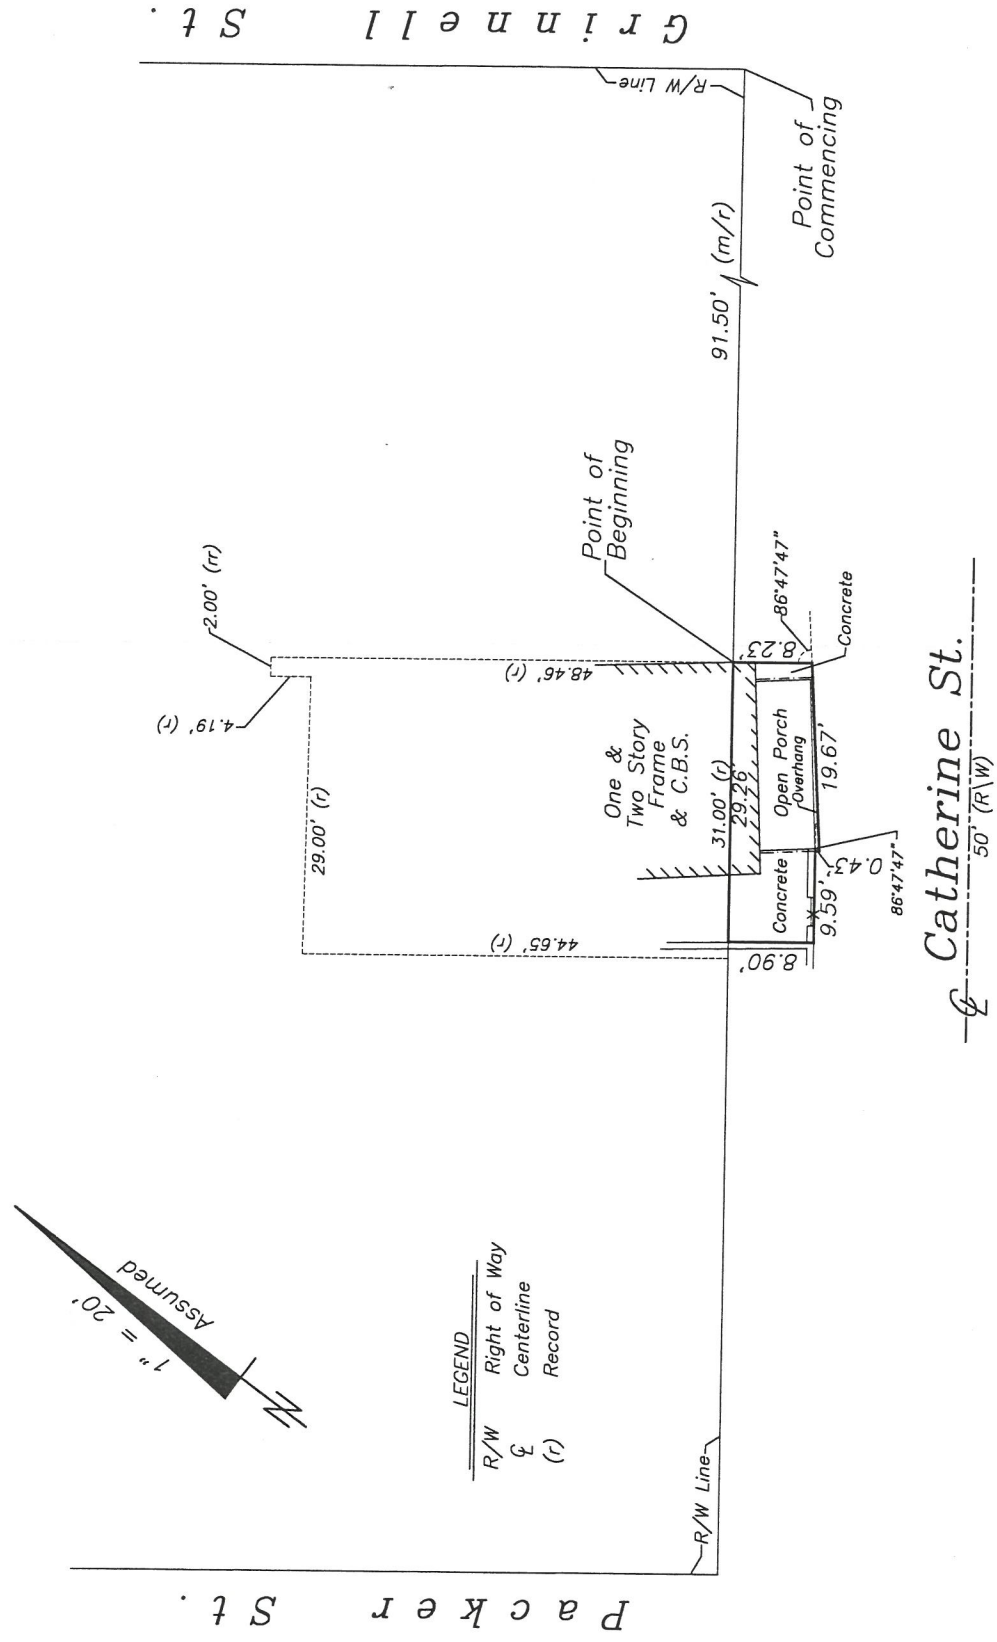 Grinnell St.
R/W Line
Point of
Commencing
91.50' (m/r)
Point of
Beginning
2.00' (rr)
4.19' (r)
48.46' (r)
29.00' (r)
44.65' (r)
One &
Two Story
Frame
& C.B.S.
31.00' (r)
29.26'
8.23'
86°47'47"
Concrete
Open Porch
Overhang
19.67'
Concrete
0.43'
86°47'47"
9.59'
8.90'
℄ Catherine St.
50' (R\W)
1" = 20'
Assumed
N
LEGEND
R/W Right of Way
℄ Centerline
(r) Record
R/W Line
Packer St.